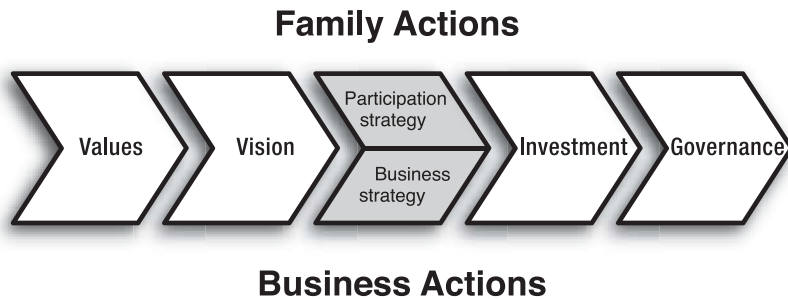 Family Actions
Values
Vision
Participation
strategy
Business
strategy
Investment
Governance
Business Actions